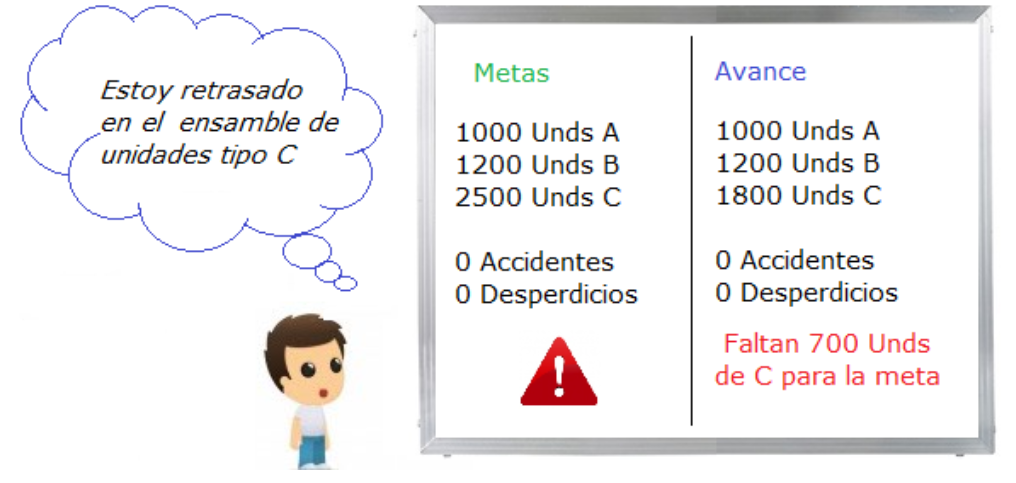 Estoy retrasado
en el ensamble de
unidades tipo C
Metas
1000 Unds A
1200 Unds B
2500 Unds C
0 Accidentes
0 Desperdicios
Avance
1000 Unds A
1200 Unds B
1800 Unds C
0 Accidentes
0 Desperdicios
Faltan 700 Unds
de C para la meta